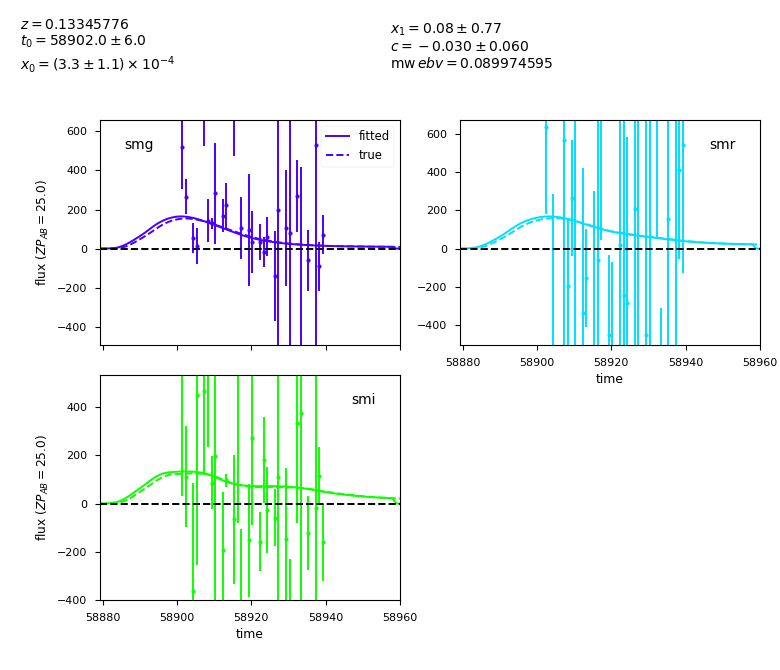 z = 0.13345776
t₀ = 58902.0 ± 6.0
x₀ = (3.3 ± 1.1) × 10⁻⁴
x₁ = 0.08 ± 0.77
c = −0.030 ± 0.060
mw ebv = 0.089974595
smg
fitted
true
600
400
200
0
−200
−400
flux (ZP_AB = 25.0)
smr
600
400
200
0
−200
−400
58880 58900 58920 58940 58960
time
smi
400
200
0
−200
−400
flux (ZP_AB = 25.0)
58880 58900 58920 58940 58960
time